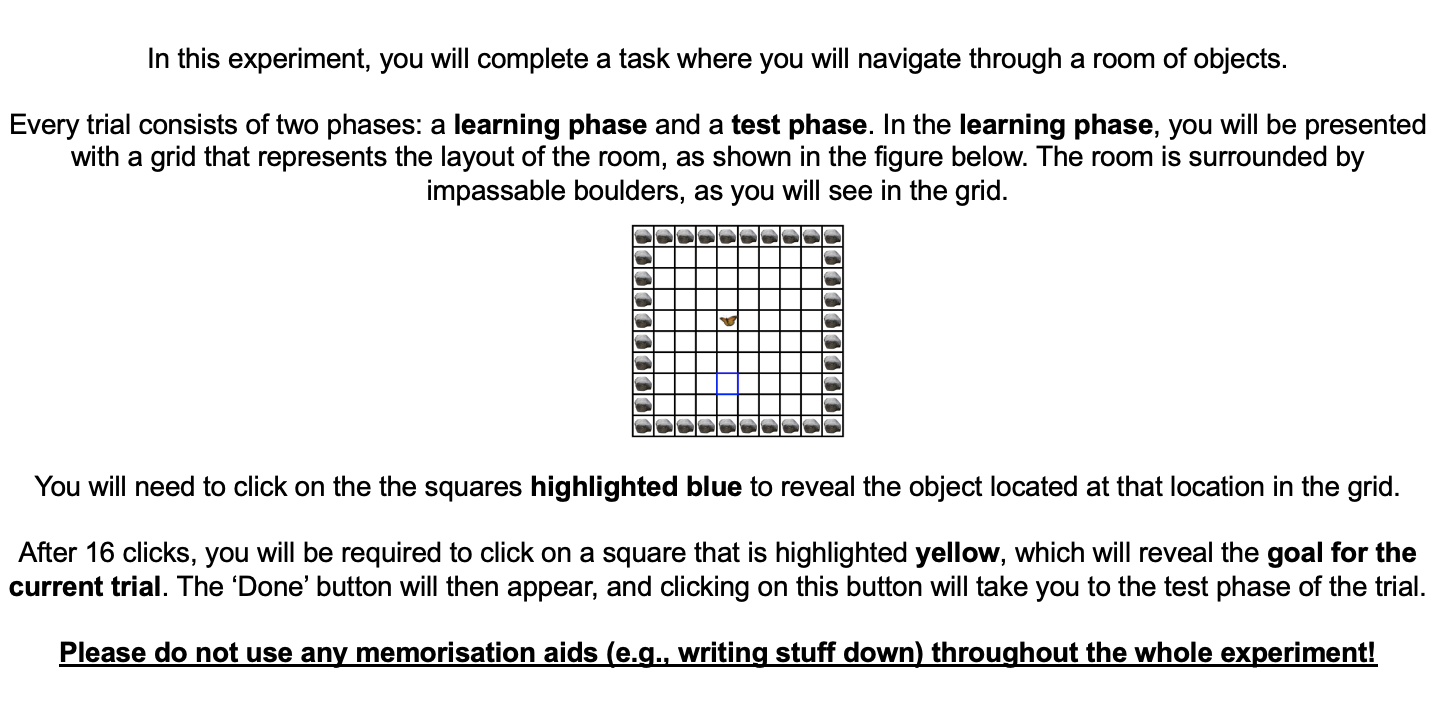 In this experiment, you will complete a task where you will navigate through a room of objects.
Every trial consists of two phases: a learning phase and a test phase. In the learning phase, you will be presented
with a grid that represents the layout of the room, as shown in the figure below. The room is surrounded by
impassable boulders, as you will see in the grid.
You will need to click on the the squares highlighted blue to reveal the object located at that location in the grid.
After 16 clicks, you will be required to click on a square that is highlighted yellow, which will reveal the goal for the
current trial. The ‘Done’ button will then appear, and clicking on this button will take you to the test phase of the trial.
Please do not use any memorisation aids (e.g., writing stuff down) throughout the whole experiment!